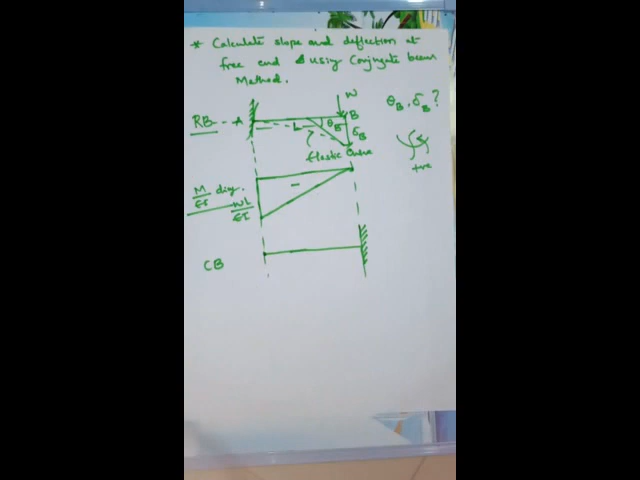 * Calculate slope and deflection at
free end & using Conjugate beam
Method.
W
θB, δB?
RB A L θB B
δB
Elastic Curve
+ve
M/EI diag.
-
WL/EI
CB